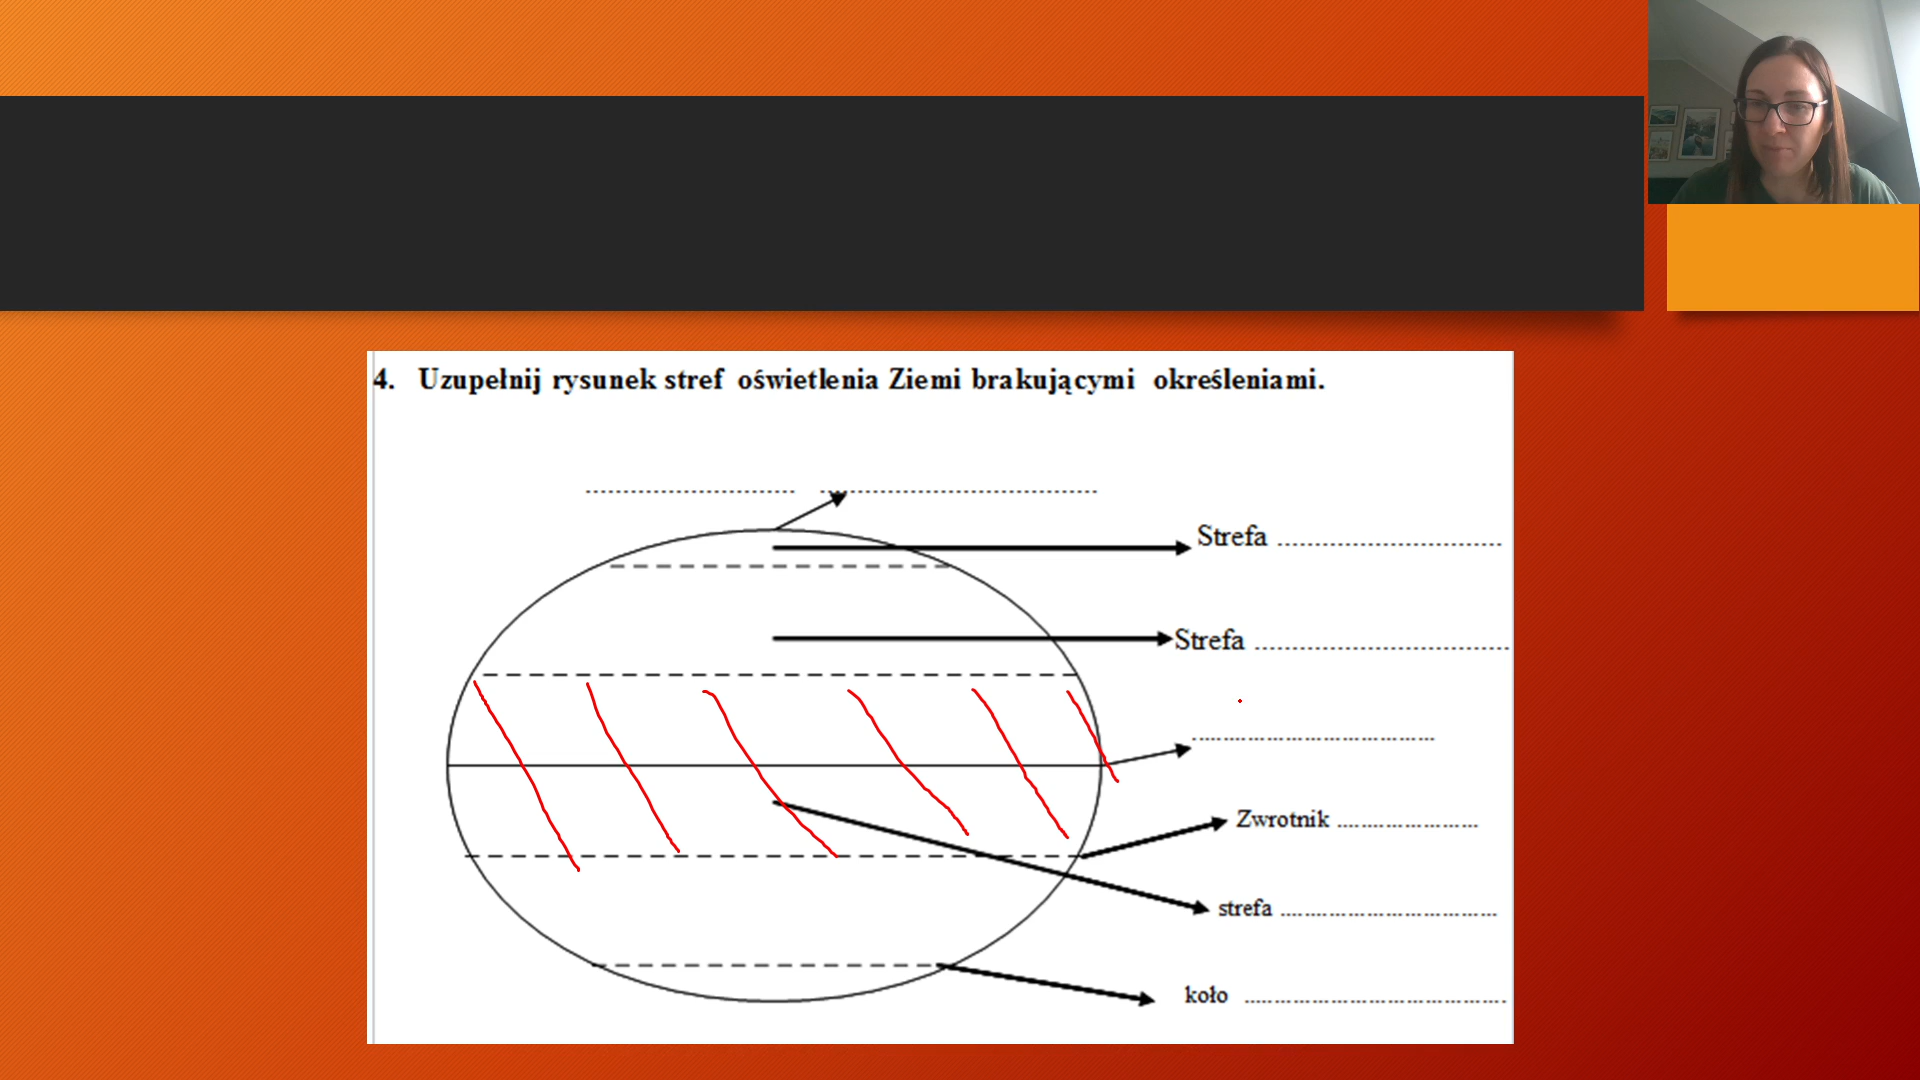 4. Uzupełnij rysunek stref oświetlenia Ziemi brakującymi określeniami.
Strefa
Strefa
Zwrotnik
strefa
koło